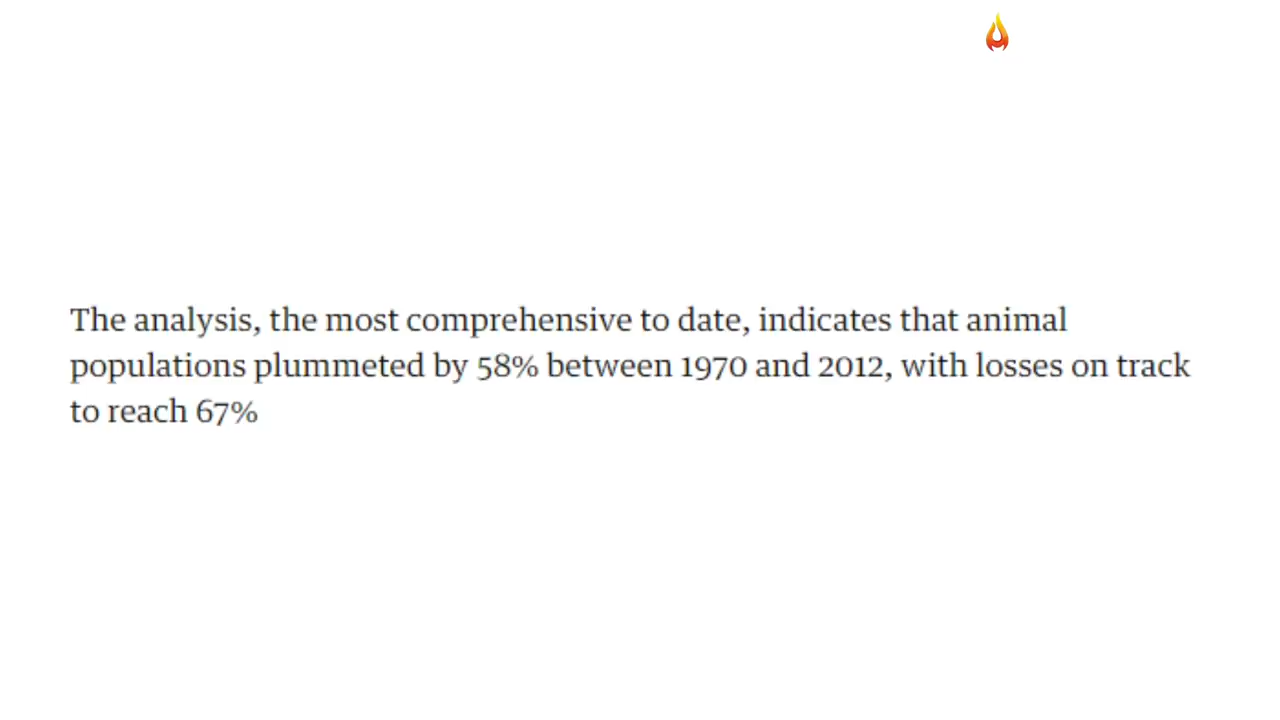 The analysis, the most comprehensive to date, indicates that animal
populations plummeted by 58% between 1970 and 2012, with losses on track
to reach 67%